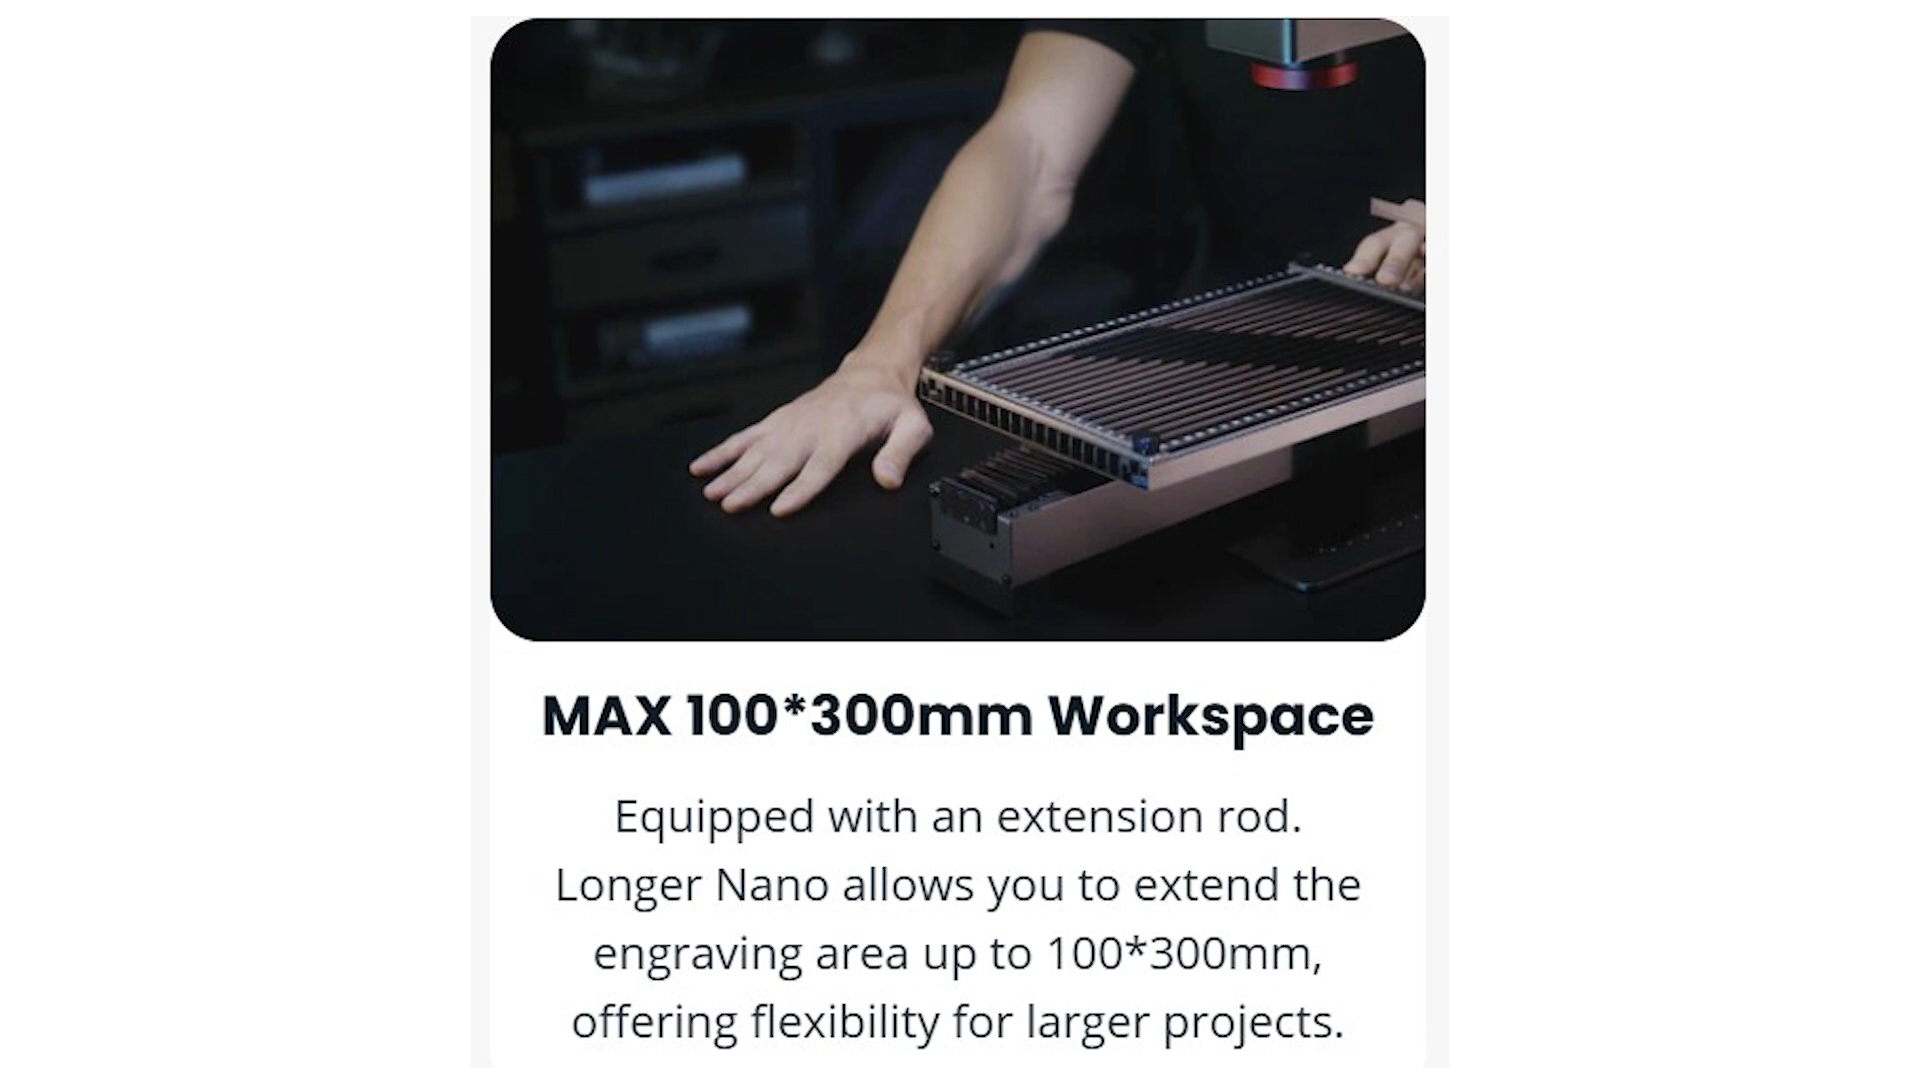 MAX 100*300mm Workspace
Equipped with an extension rod.
Longer Nano allows you to extend the
engraving area up to 100*300mm,
offering flexibility for larger projects.